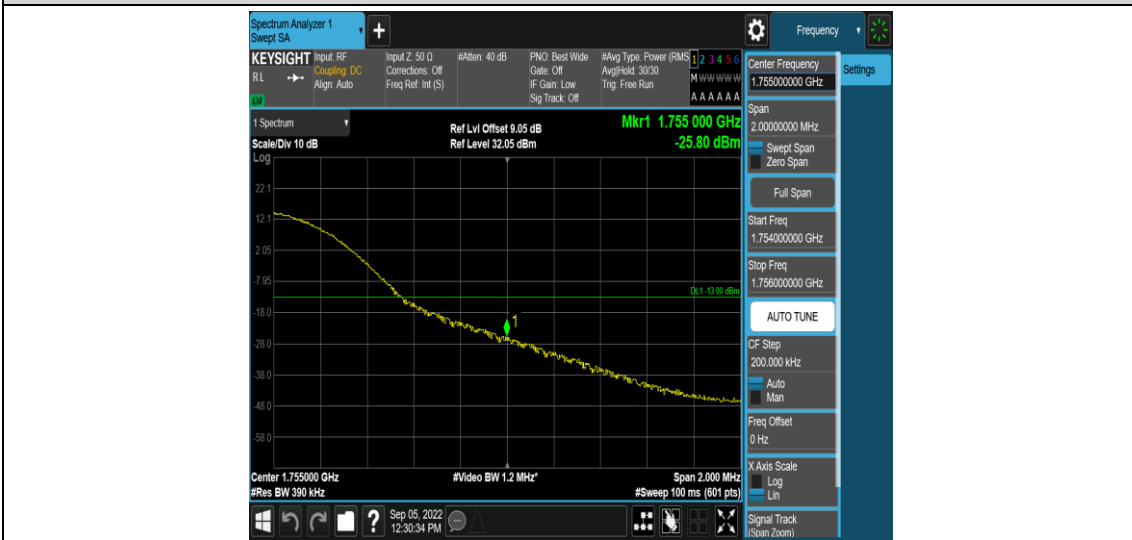 Spectrum Analyzer 1
Swept SA
+
Frequency
KEYSIGHT
RL
LXI
Input: RF
Coupling: DC
Align: Auto
Input Z: 50 Ω
Corrections: Off
Freq Ref: Int (S)
#Atten: 40 dB
PNO: Best Wide
Gate: Off
IF Gain: Low
Sig Track: Off
#Avg Type: Power (RMS
Avg|Hold: 30/30
Trig: Free Run
1 2 3 4 5 6
M W W W W W
A A A A A A
1 Spectrum
Scale/Div 10 dB
Log
Ref Lvl Offset 9.05 dB
Ref Level 32.05 dBm
Mkr1 1.755 000 GHz
-25.80 dBm
22.1
12.1
2.05
-7.95
-18.0
-28.0
-38.0
-48.0
-58.0
DL1 -13.00 dBm
1
Center 1.755000 GHz
#Res BW 390 kHz
#Video BW 1.2 MHz*
Span 2.000 MHz
#Sweep 100 ms (601 pts)
Sep 05, 2022
12:30:34 PM
?
Center Frequency
1.755000000 GHz
Settings
Span
2.00000000 MHz
Swept Span
Zero Span
Full Span
Start Freq
1.754000000 GHz
Stop Freq
1.756000000 GHz
AUTO TUNE
CF Step
200.000 kHz
Auto
Man
Freq Offset
0 Hz
X Axis Scale
Log
Lin
Signal Track
(Span Zoom)